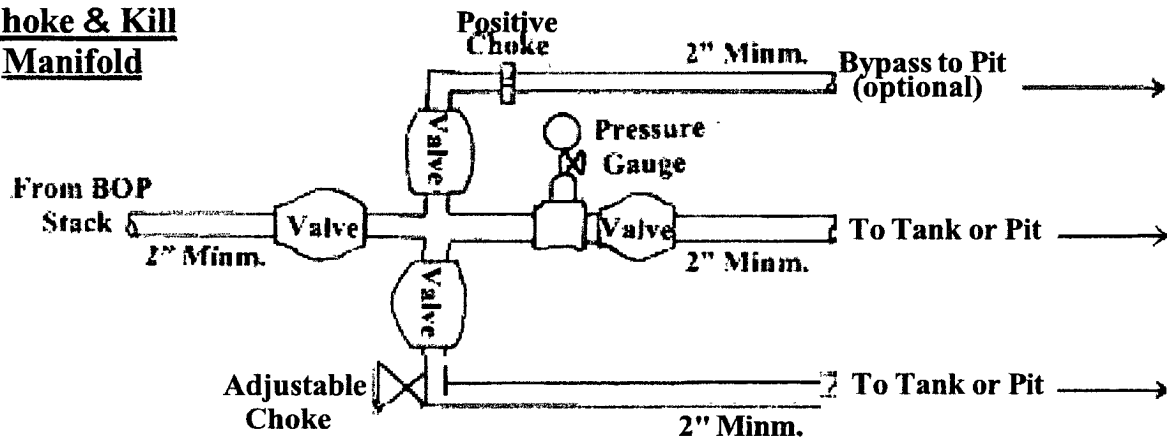 hoke & Kill
Manifold
Positive
Choke
2" Minm.
Bypass to Pit
(optional)
Valve
Pressure
Gauge
From BOP
Stack
Valve
Valve
To Tank or Pit
2" Minm.
2" Minm.
Valve
Adjustable
Choke
To Tank or Pit
2" Minm.